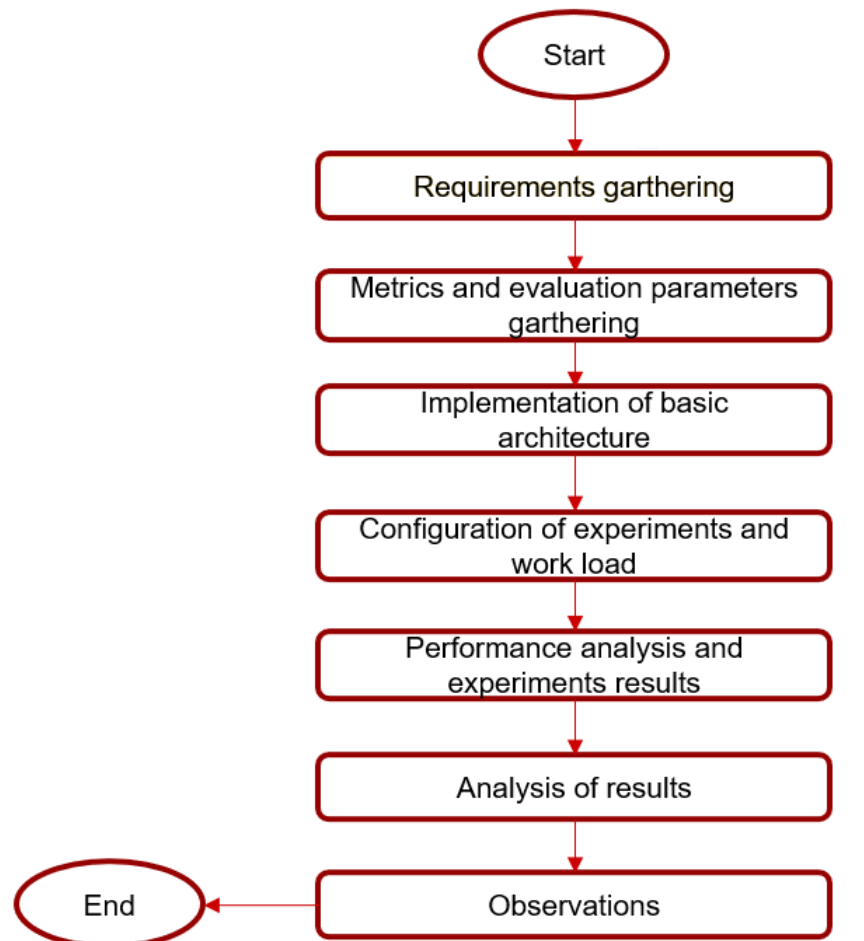 Start
Requirements garthering
Metrics and evaluation parameters
garthering
Implementation of basic
architecture
Configuration of experiments and
work load
Performance analysis and
experiments results
Analysis of results
End
Observations